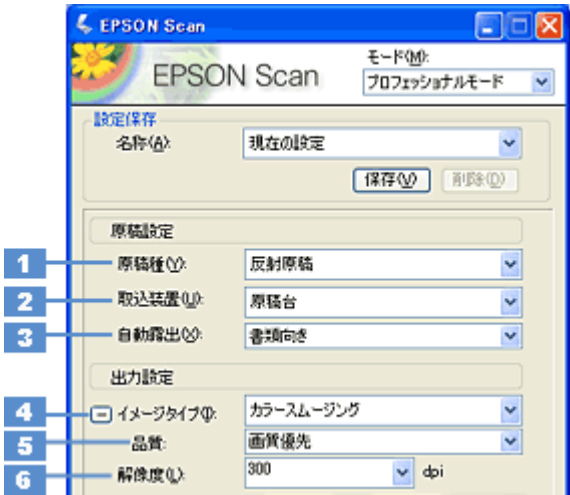 EPSON Scan
EPSON Scan
モード(M):
プロフェッショナルモード
設定保存
名称(A):
現在の設定
保存(V)
削除(D)
原稿設定
1
原稿種(Y):
反射原稿
2
取込装置(U):
原稿台
3
自動露出(X):
書類向き
出力設定
4
イメージタイプ(I):
カラースムージング
5
品質:
画質優先
6
解像度(L):
300
dpi